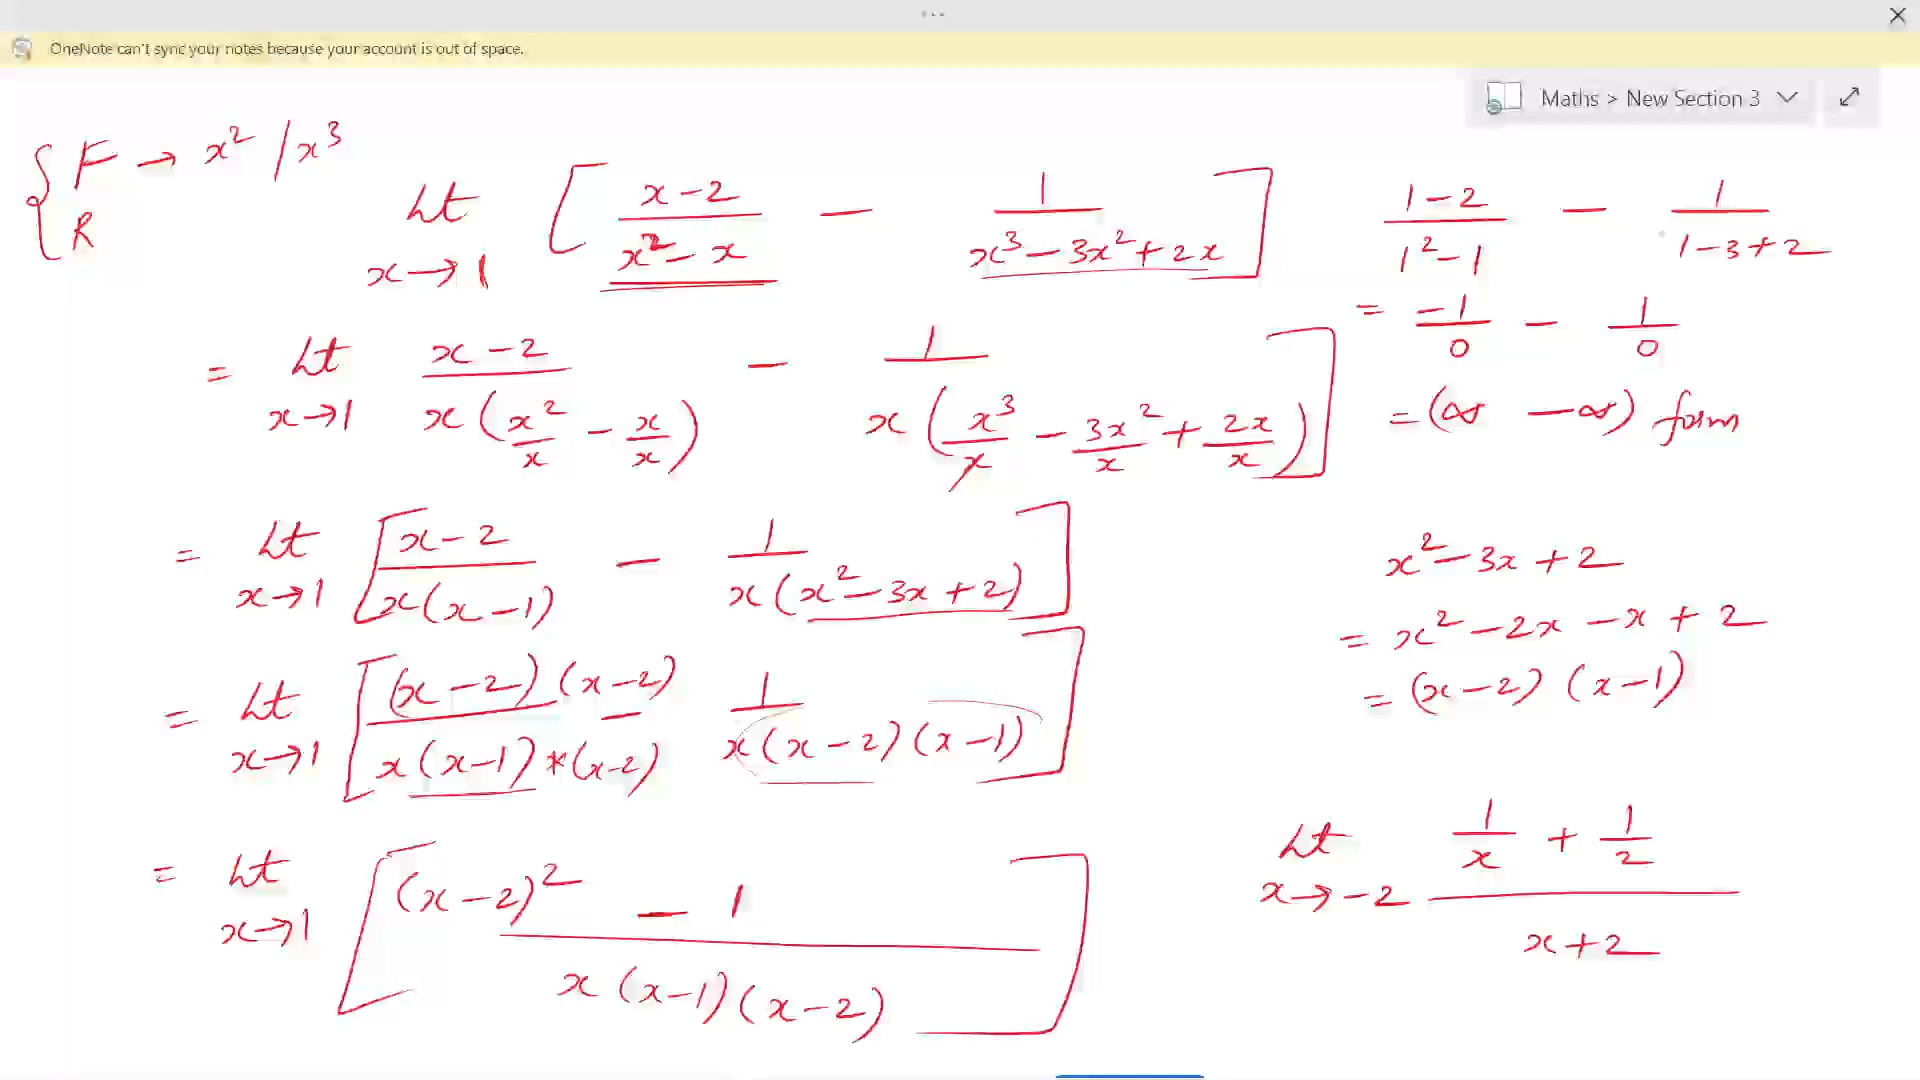 OneNote can't sync your notes because your account is out of space.
Maths > New Section 3
F → x² / x³
R
Lt x→1 [ (x-2)/(x²-x) - 1/(x³-3x²+2x) ]
= Lt x→1 (x-2)/(x(x²/x - x/x)) - 1/(x(x³/x - 3x²/x + 2x/x)) ]
= Lt x→1 [ (x-2)/(x(x-1)) - 1/(x(x²-3x+2)) ]
= Lt x→1 [ (x-2)(x-2)/(x(x-1)*(x-2)) - 1/(x(x-2)(x-1)) ]
= Lt x→1 [ ((x-2)² - 1)/(x(x-1)(x-2)) ]
(1-2)/(1²-1) - 1/(1-3+2)
= -1/0 - 1/0
= (∞ -∞) form
x²-3x+2
= x²-2x-x+2
= (x-2)(x-1)
Lt x→-2 (1/x + 1/2)/(x+2)